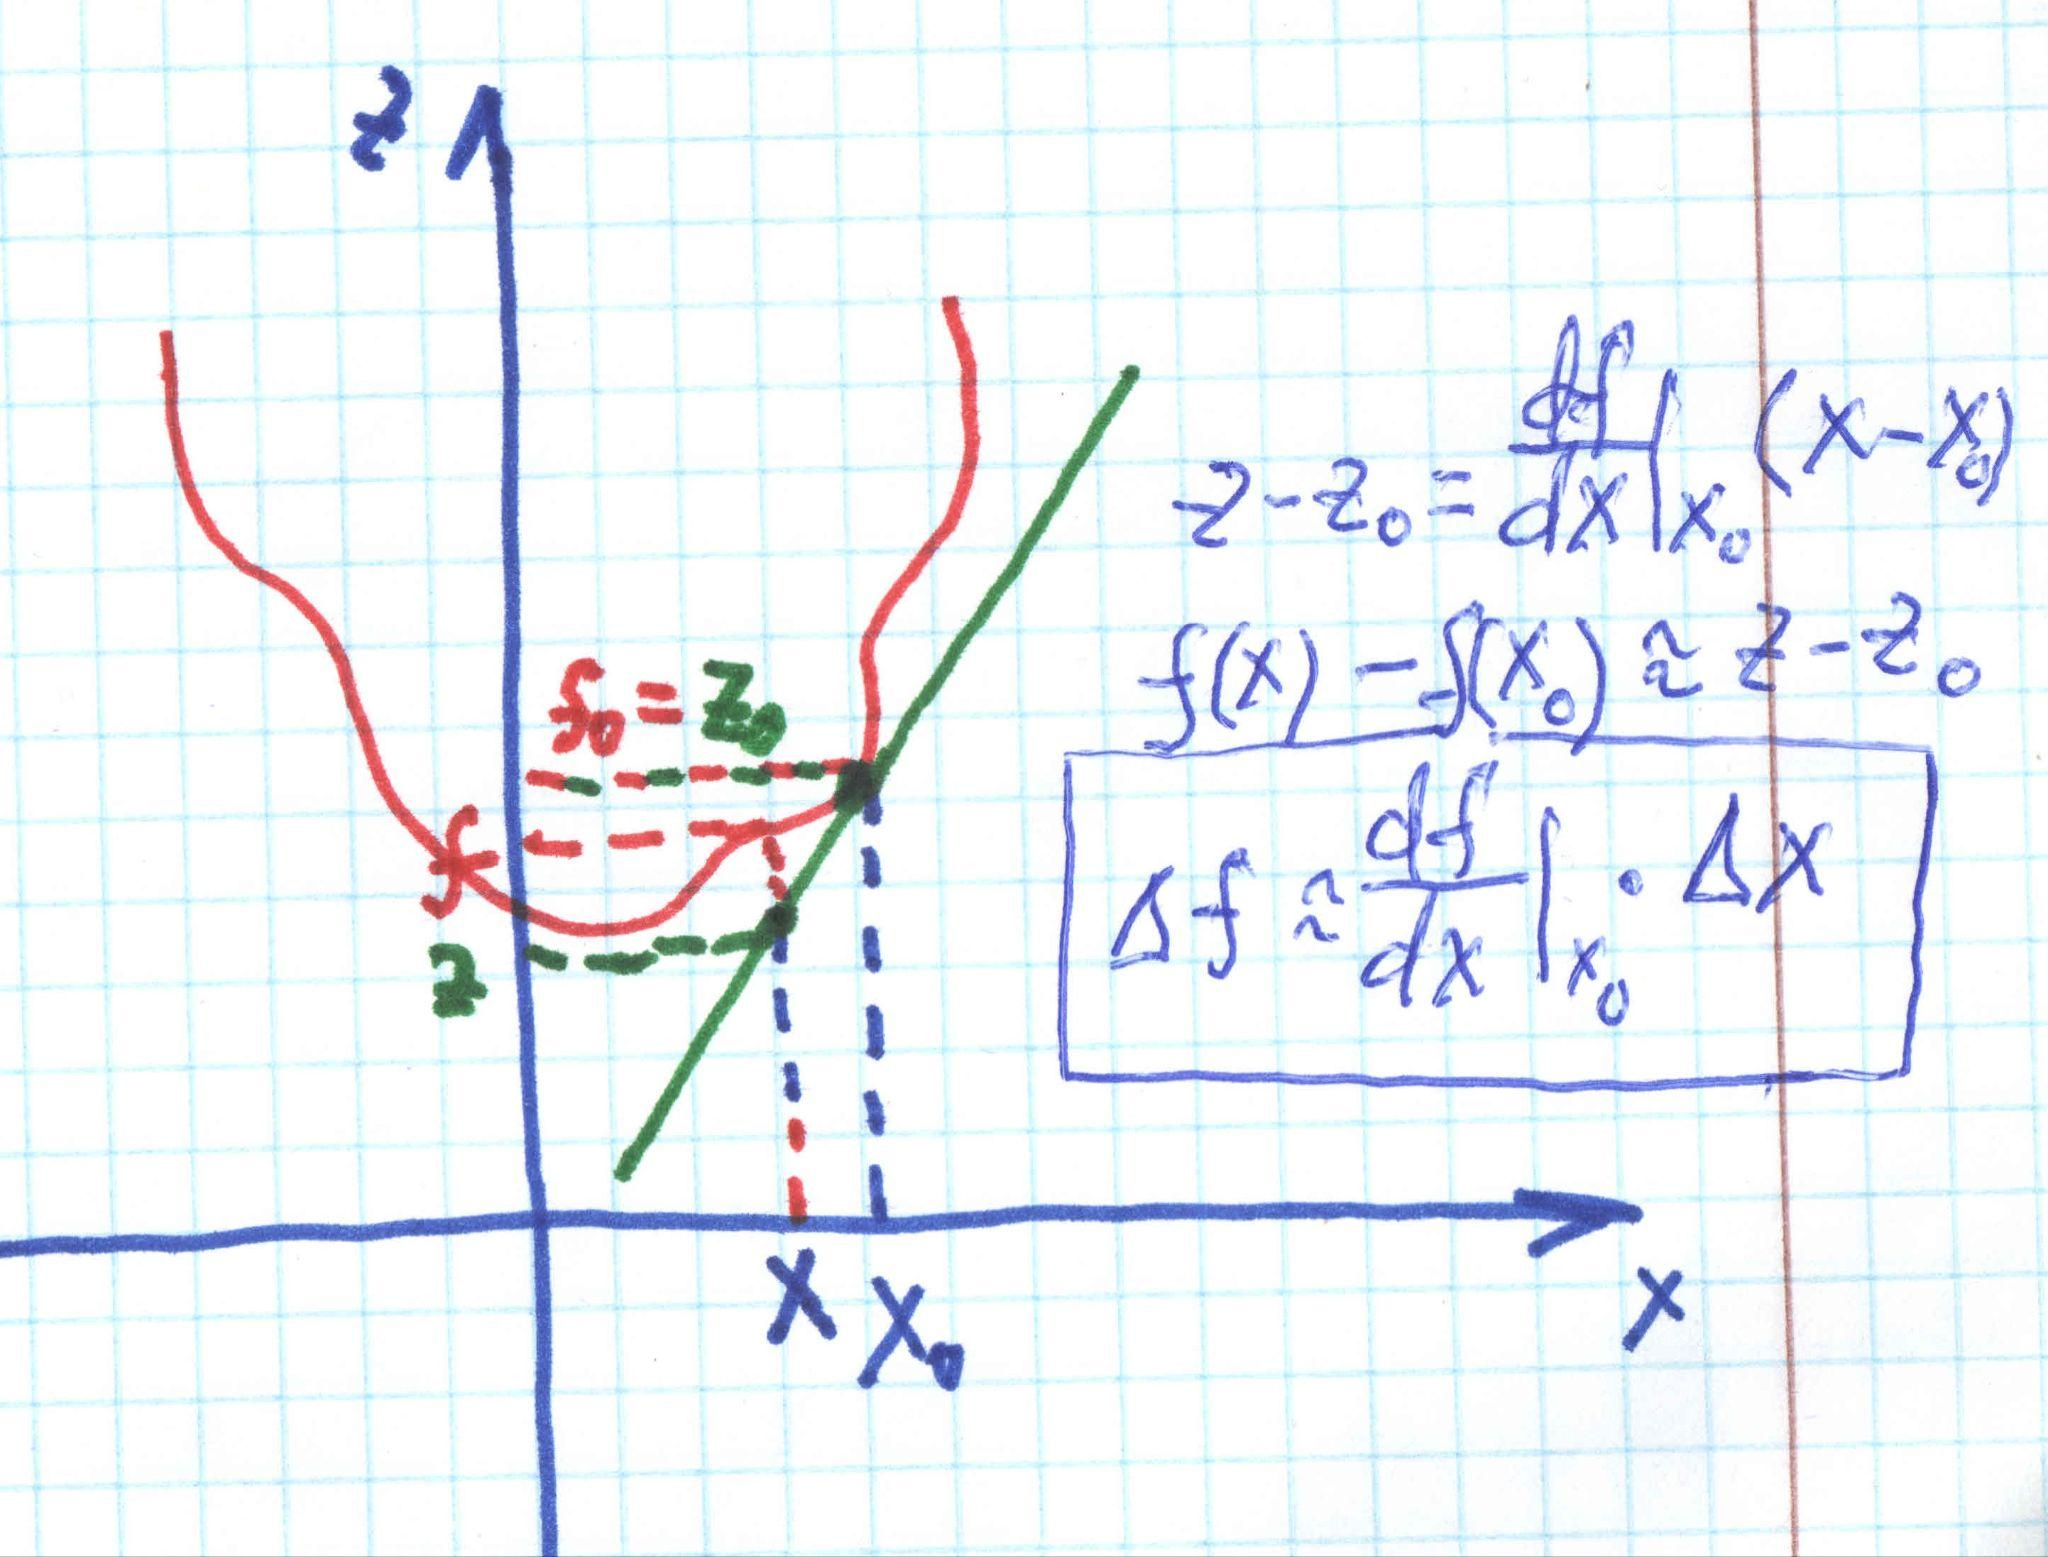 z
z - z₀ = df/dx|x₀ (x - x₀)
f(x) - f(x₀) ≈ z - z₀
f₀ = z₀
f
Δf ≈ df/dx|x₀ · Δx
z
x x₀
x